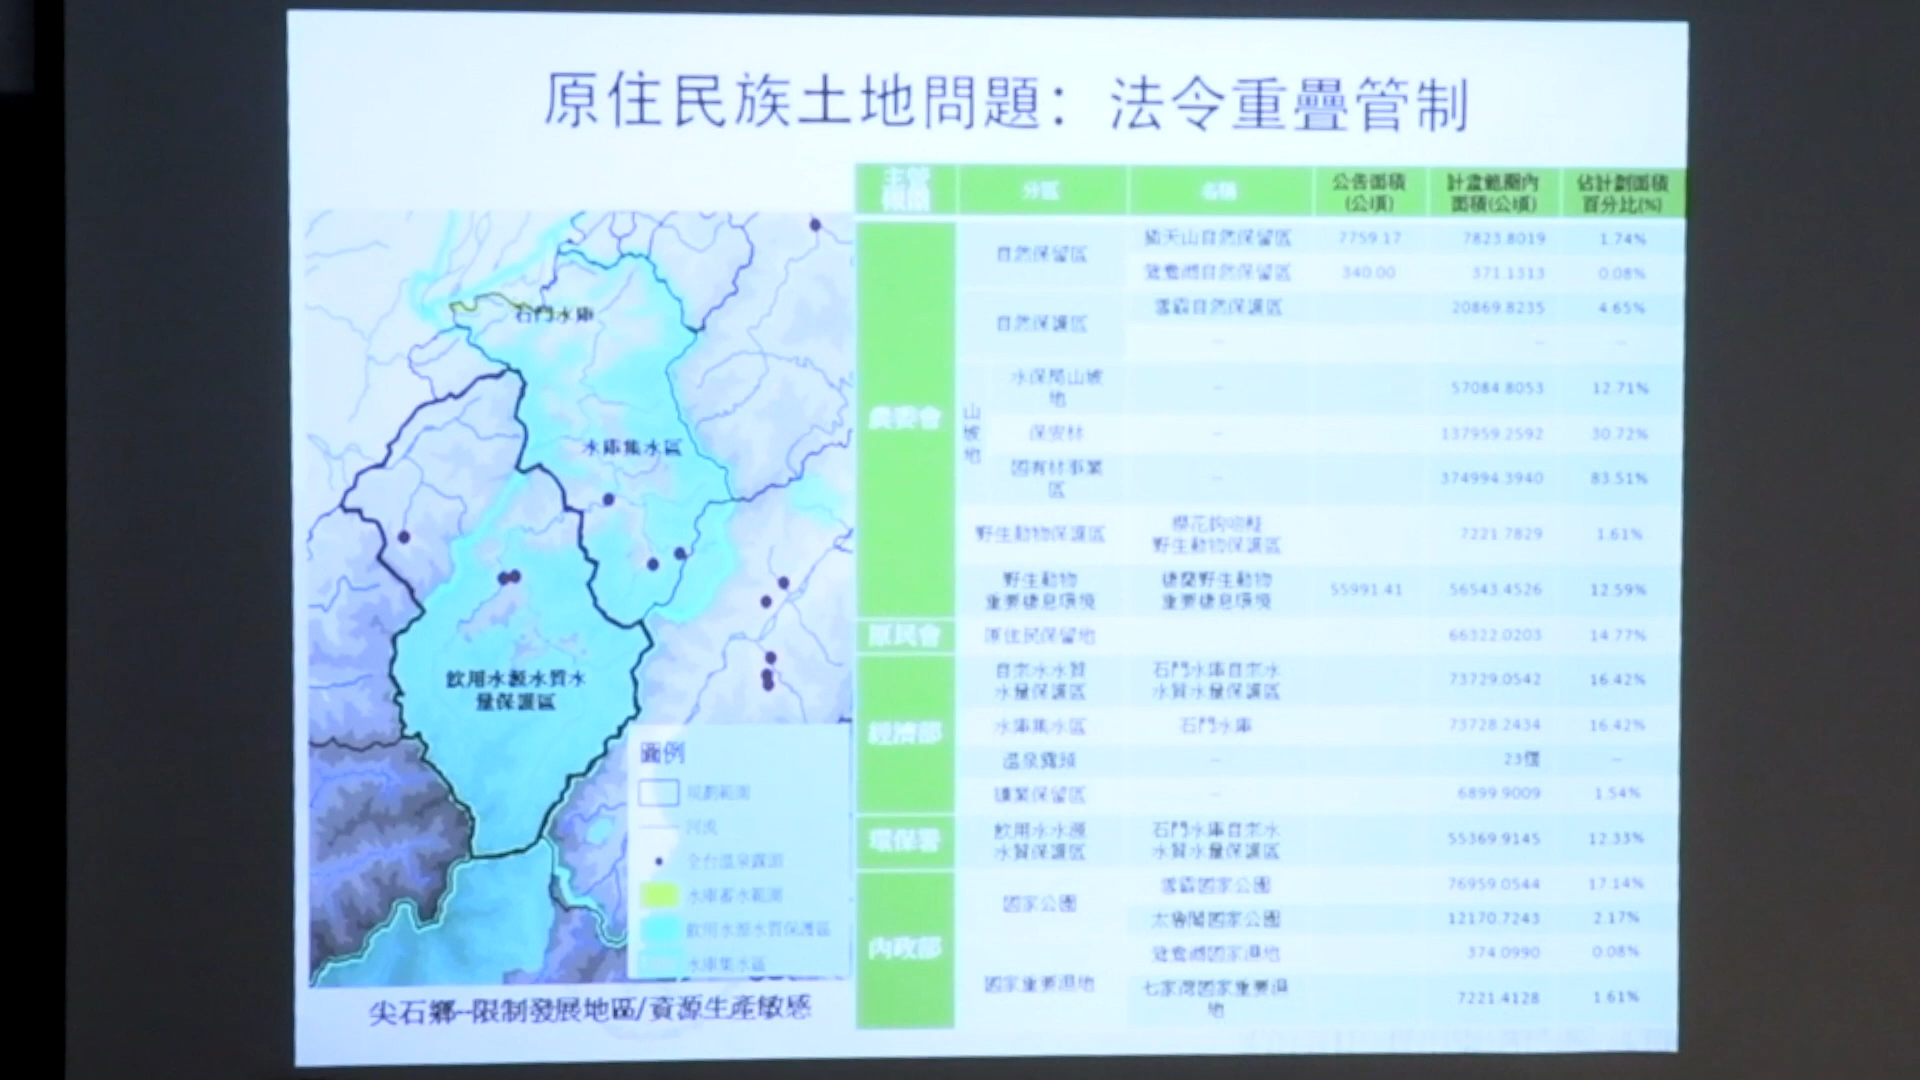 原住民族土地問題：法令重疊管制
主管機關 分區 名稱 公告面積(公頃) 計畫範圍內面積(公頃) 佔計劃面積百分比(%)
農委會 自然保留區 插天山自然保留區 7759.17 7823.8019 1.74%
鴛鴦湖自然保留區 340.00 371.1313 0.08%
自然保護區 雪霸自然保護區 20869.8235 4.65%
– – –
山坡地 水保局山坡地 – 57084.8053 12.71%
保安林 – 137959.2592 30.72%
國有林事業區 – 374994.3940 83.51%
野生動物保護區 櫻花鉤吻鮭野生動物保護區 7221.7829 1.61%
野生動物重要棲息環境 棲蘭野生動物重要棲息環境 55991.41 56543.4526 12.59%
原民會 原住民保留地 66322.0203 14.77%
經濟部 自來水水質水量保護區 石門水庫自來水水質水量保護區 73729.0542 16.42%
水庫集水區 石門水庫 73728.2434 16.42%
溫泉露頭 – 23個 –
礦業保留區 – 6899.9009 1.54%
環保署 飲用水水源水質保護區 石門水庫自來水水質水量保護區 55369.9145 12.33%
內政部 國家公園 雪霸國家公園 76959.0544 17.14%
太魯閣國家公園 12170.7243 2.17%
國家重要濕地 鴛鴦湖國家濕地 374.0990 0.08%
七家灣國家重要濕地 7221.4128 1.61%
石門水庫
水庫集水區
飲用水源水質水
量保護區
圖例
規劃範圍
河流
全台溫泉露頭
水庫蓄水範圍
飲用水源水質保護區
水庫集水區
尖石鄉--限制發展地區/資源生產敏感